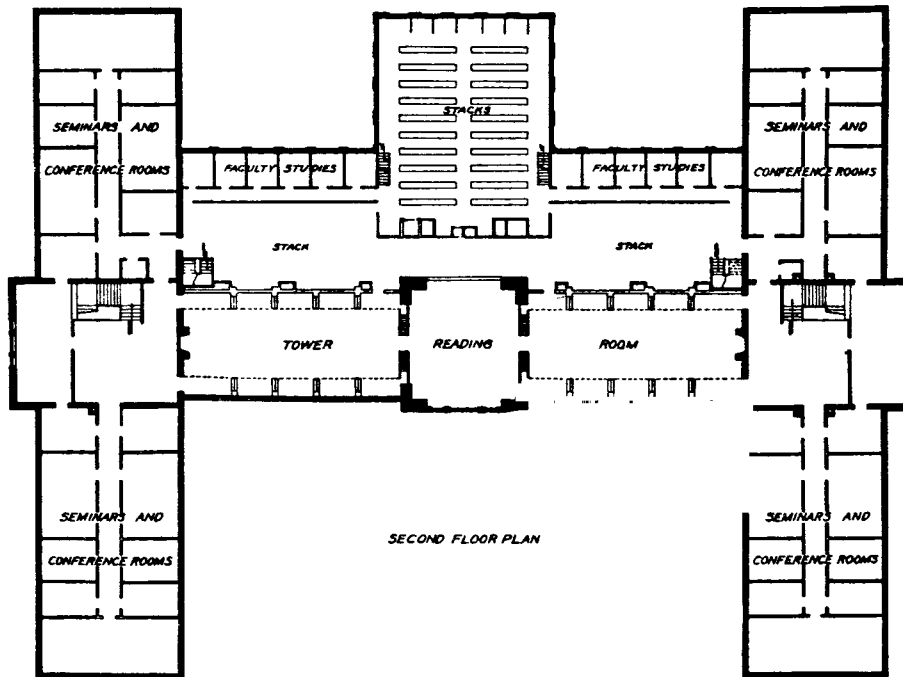 STACKS
SEMINARS AND
CONFERENCE ROOMS
FACULTY STUDIES
FACULTY STUDIES
SEMINARS AND
CONFERENCE ROOMS
STACK
STACK
TOWER
READING
ROOM
SEMINARS AND
CONFERENCE ROOMS
SECOND FLOOR PLAN
SEMINARS AND
CONFERENCE ROOMS